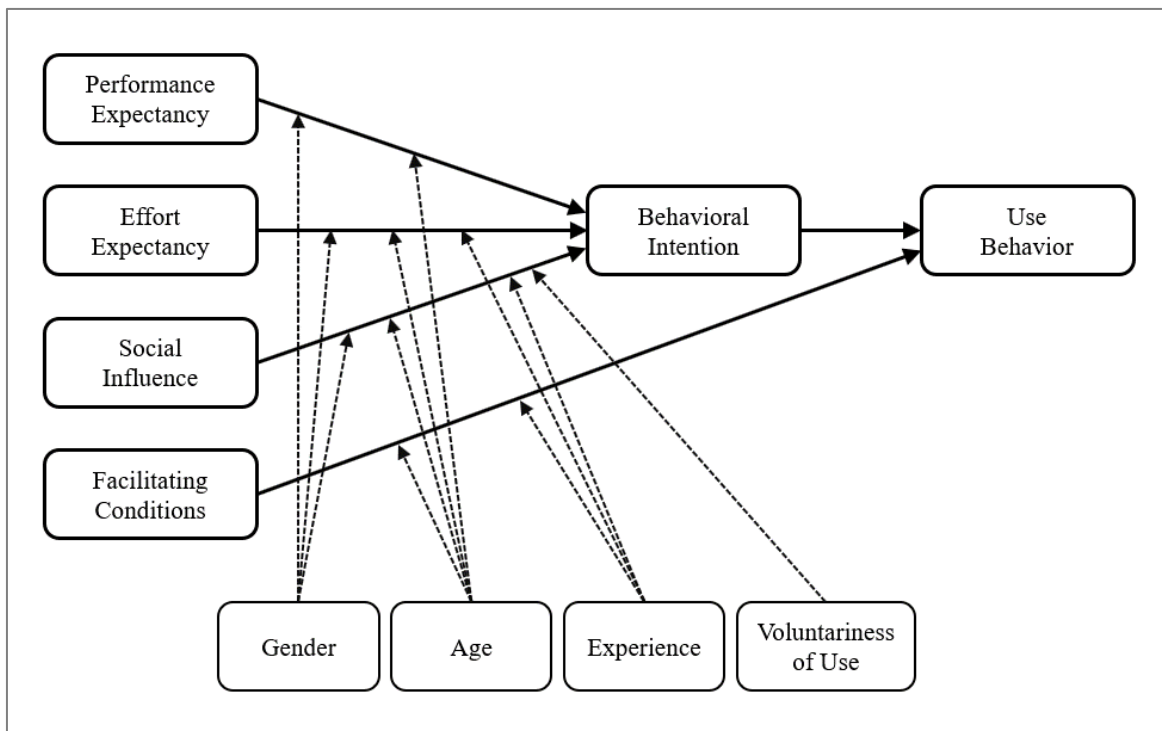 Performance
Expectancy
Effort
Expectancy
Behavioral
Intention
Use
Behavior
Social
Influence
Facilitating
Conditions
Gender
Age
Experience
Voluntariness
of Use